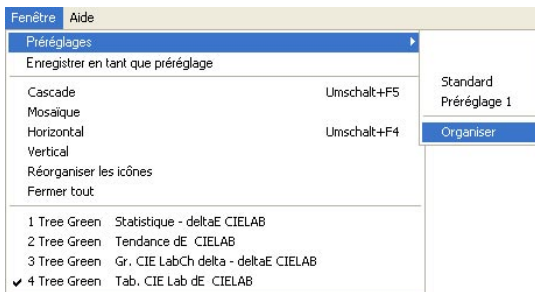 Fenêtre Aide
Préréglages
Enregistrer en tant que préréglage
Cascade Umschalt+F5
Mosaïque
Horizontal Umschalt+F4
Vertical
Réorganiser les icônes
Fermer tout
1 Tree Green Statistique - deltaE CIELAB
2 Tree Green Tendance dE CIELAB
3 Tree Green Gr. CIE LabCh delta - deltaE CIELAB
4 Tree Green Tab. CIE Lab dE CIELAB
Standard
Préréglage 1
Organiser